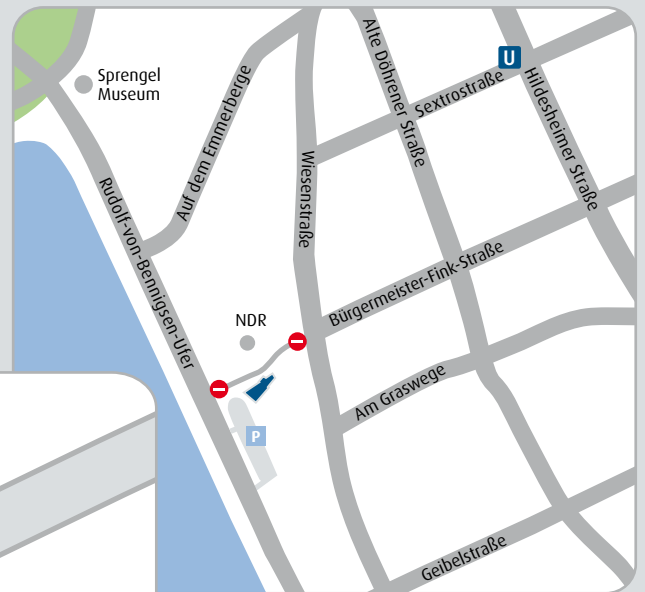 Sprengel
Museum
Auf dem Emmerberge
Alte Döhrener Straße
U
Sextrostraße
Hildesheimer Straße
Wiesenstraße
Rudolf-von-Bennigsen-Ufer
Bürgermeister-Fink-Straße
NDR
Am Graswege
P
Geibelstraße